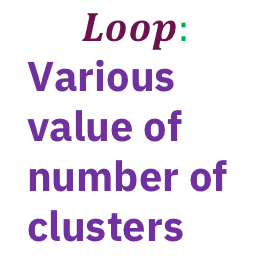 Loop:
Various
value of
number of
clusters